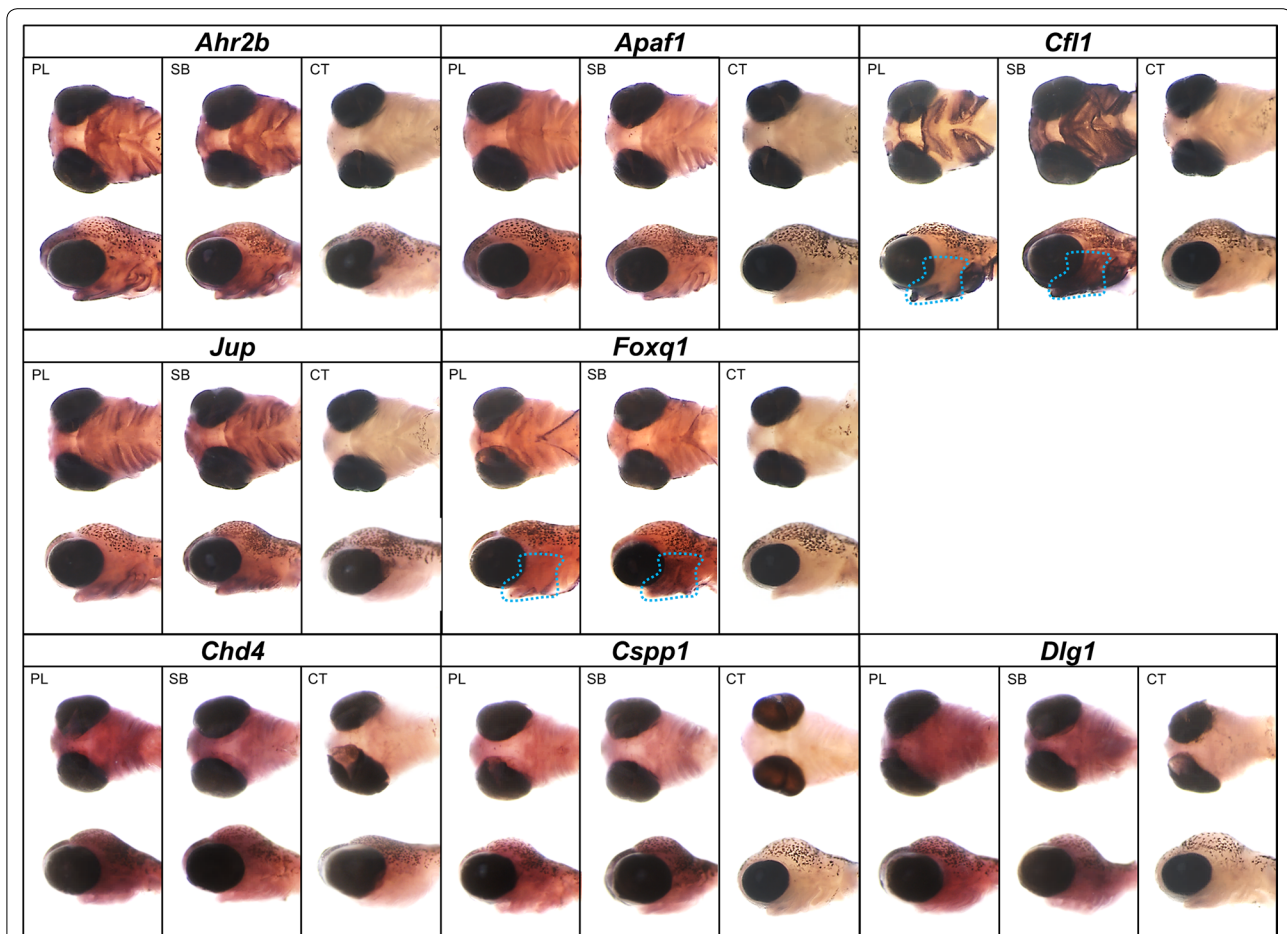 Ahr2b Apaf1 Cfl1
PL SB CT PL SB CT PL SB CT
Jup Foxq1
PL SB CT PL SB CT
Chd4 Cspp1 Dlg1
PL SB CT PL SB CT PL SB CT